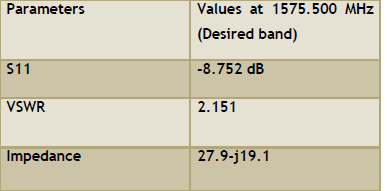 Parameters
Values at 1575.500 MHz
(Desired band)
S11
-8.752 dB
VSWR
2.151
Impedance
27.9-j19.1